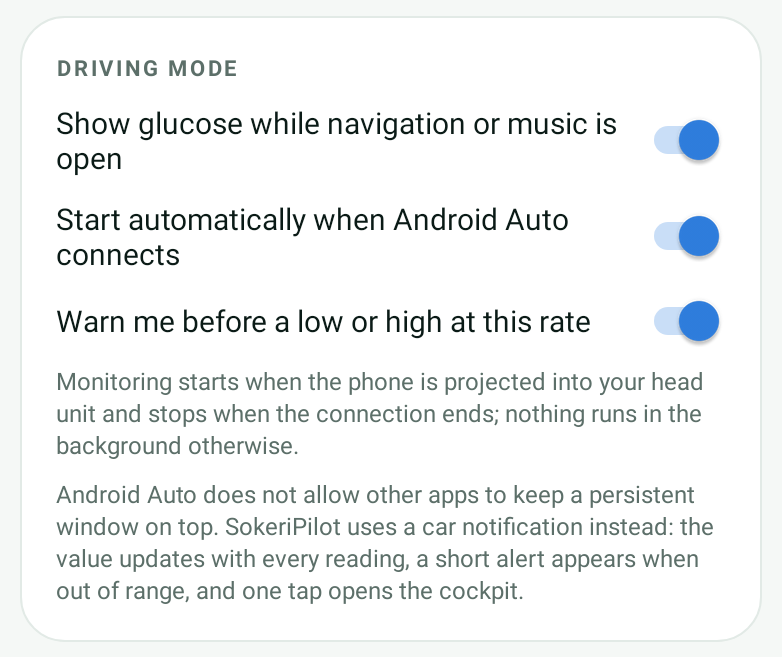 DRIVING MODE
Show glucose while navigation or music is
open
Start automatically when Android Auto
connects
Warn me before a low or high at this rate
Monitoring starts when the phone is projected into your head
unit and stops when the connection ends; nothing runs in the
background otherwise.
Android Auto does not allow other apps to keep a persistent
window on top. SokeriPilot uses a car notification instead: the
value updates with every reading, a short alert appears when
out of range, and one tap opens the cockpit.